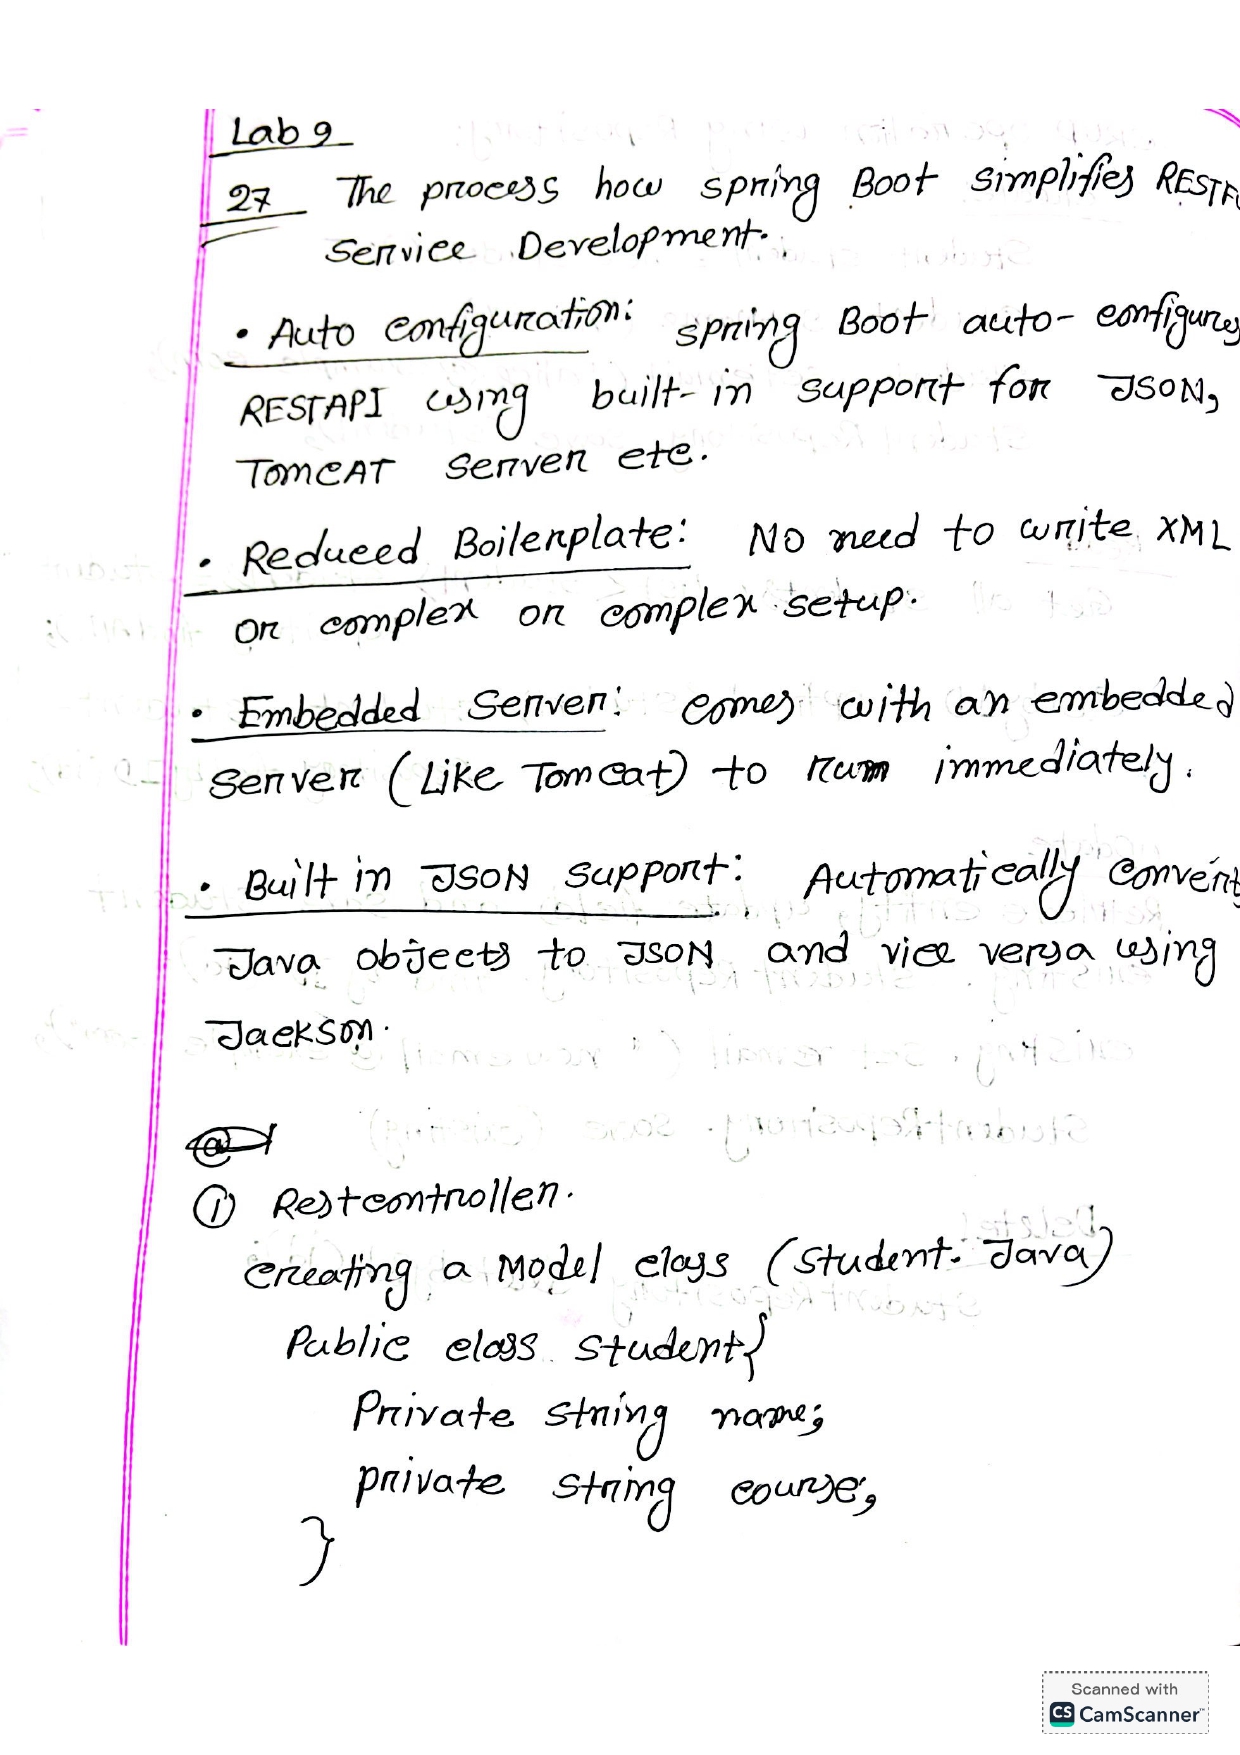 Lab 9
27 The process how spring Boot simplifies RESTFU
Service Development.
• Auto configuration: spring Boot auto-configures
RESTAPI using built-in support for JSON,
TOMCAT server etc.
• Reduced Boilerplate: No need to write XML
or complex or complex setup.
• Embedded Server: comes with an embedded
server (Like Tomcat) to run immediately.
• Built in JSON support: Automatically convert
Java objects to JSON and vice versa using
Jackson.
① Restcontroller.
creating a Model class (Student. Java)
Public class student{
Private string name;
private string course;
}
Scanned with
CS CamScanner